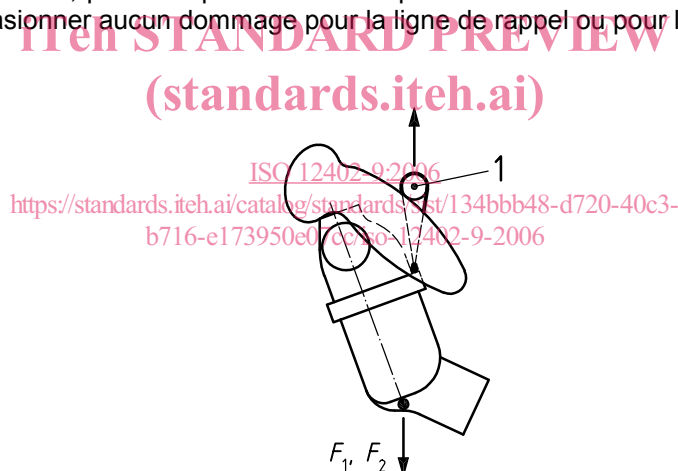 asionner aucun dommage pour la ligne de rappel ou pour l
iTeh STANDARD PREVIEW
(standards.iteh.ai)
ISO 12402-9:2006
1
https://standards.iteh.ai/catalog/standards/sist/134bbb48-d720-40c3-
b716-e173950e07cc/iso-12402-9-2006
F1, F2